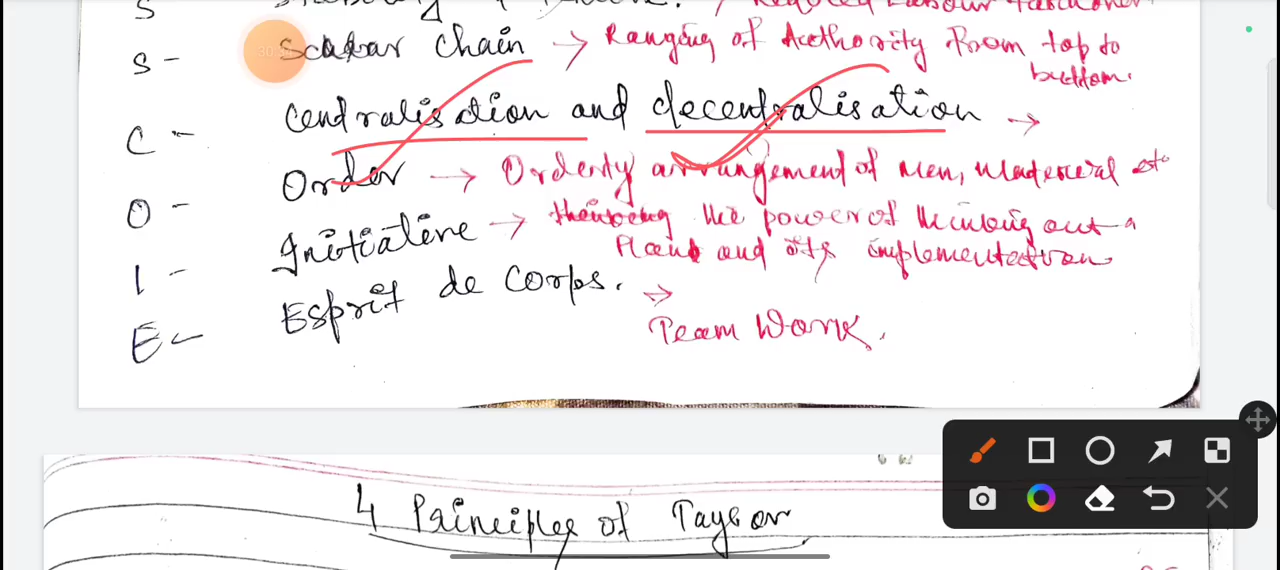 S
S - Scalar Chain → Ranging of Authority from top to
bottom.
C - Centralisation and decentralisation →
O - Order → Orderly arrangement of Men, Material etc
I - Initiative → the power of thinking out a
Plan and its implementation.
E - Esprit de Corps. →
Team Work.
4 Principles of Taylor